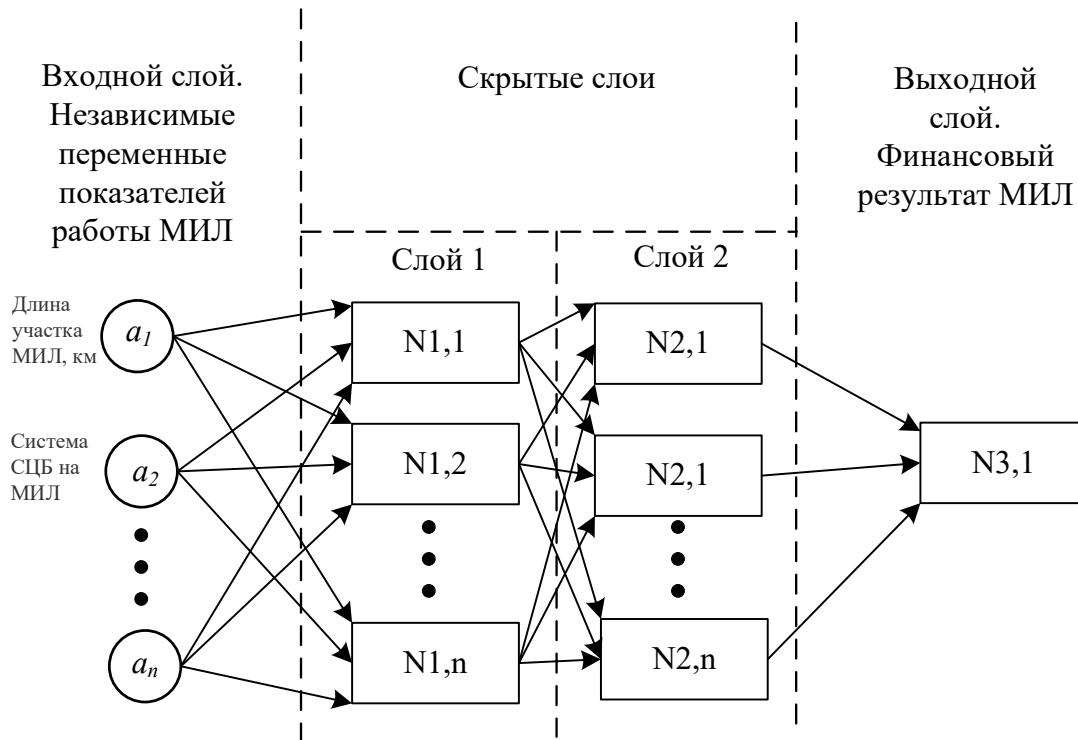 Входной слой.
Независимые
переменные
показателей
работы МИЛ
Скрытые слои
Выходной
слой.
Финансовый
результат МИЛ
Слой 1
Слой 2
Длина
участка
МИЛ, км
a1
N1,1
N2,1
Система
СЦБ на
МИЛ
a2
N1,2
N2,1
N3,1
an
N1,n
N2,n